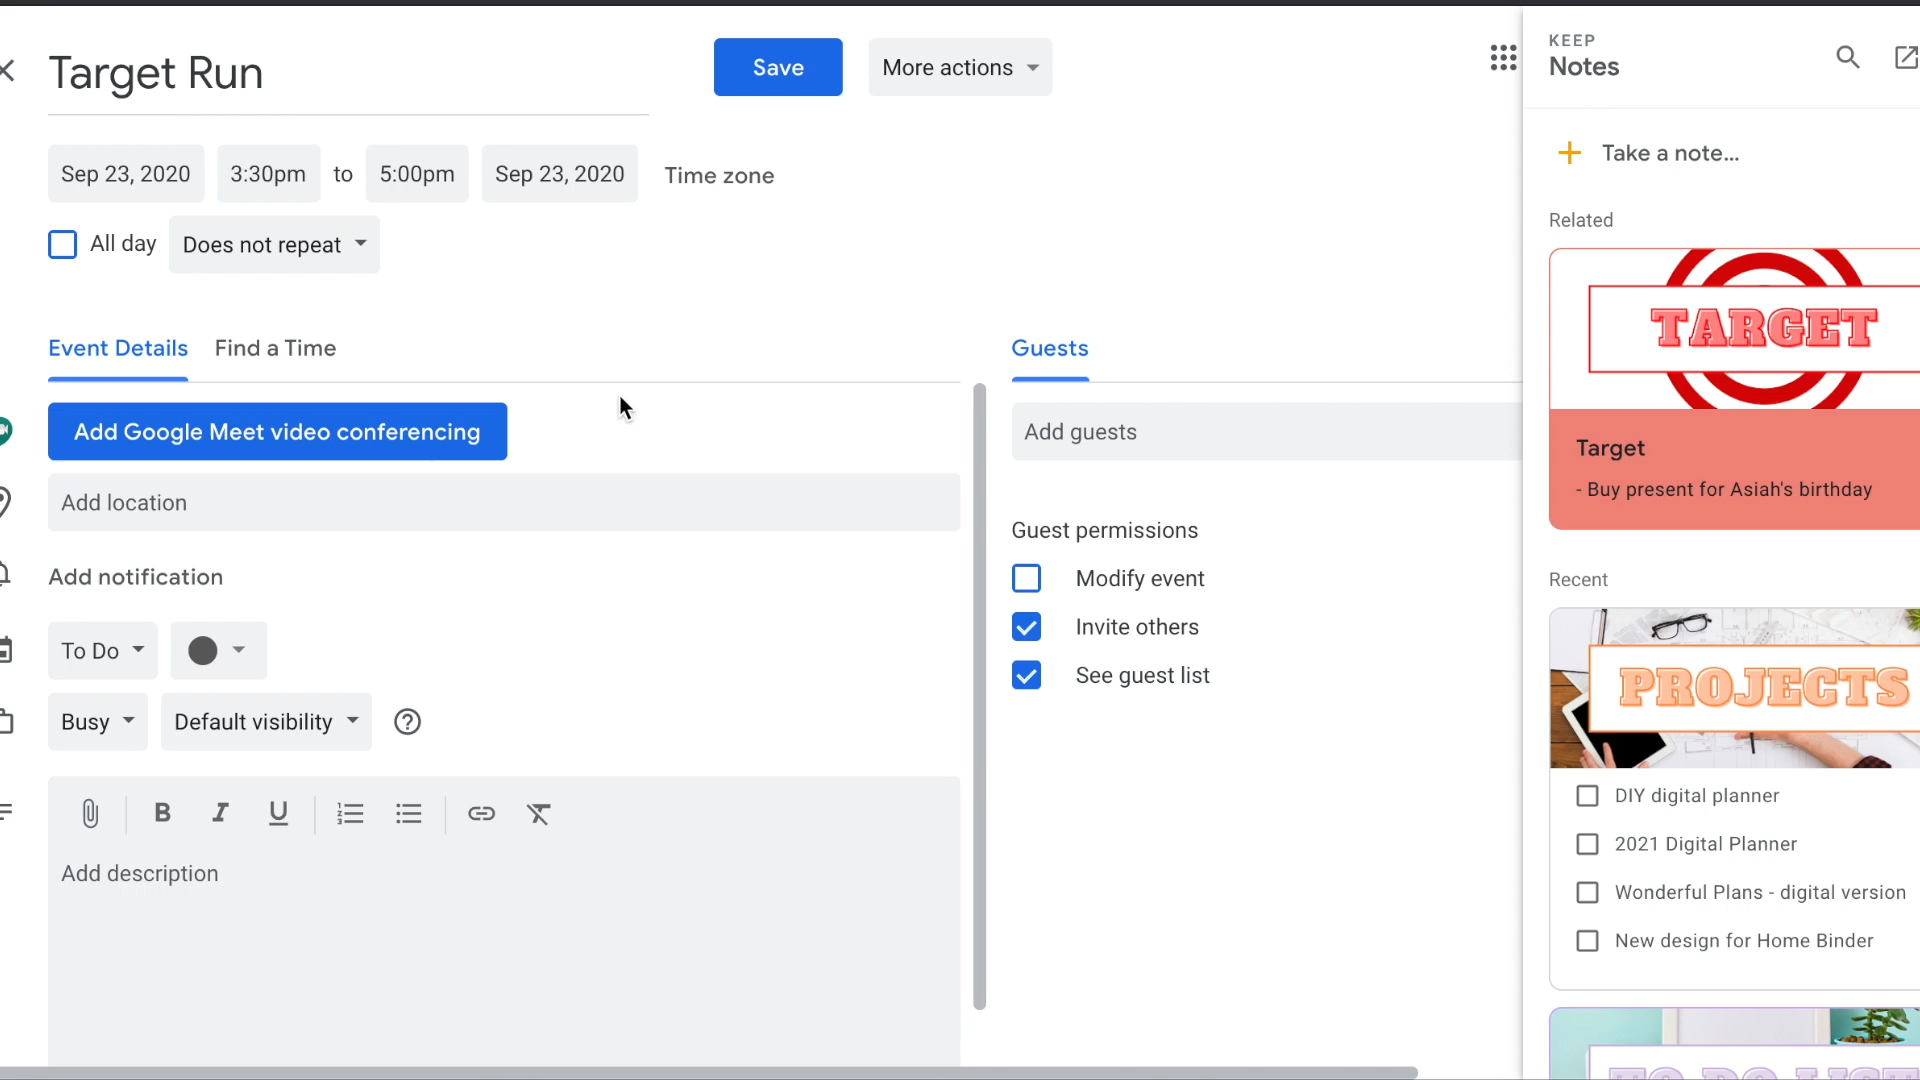 Target Run
Save
More actions
Sep 23, 2020
3:30pm
to
5:00pm
Sep 23, 2020
Time zone
All day
Does not repeat
Event Details
Find a Time
Add Google Meet video conferencing
Add location
Add notification
To Do
Busy
Default visibility
B I U
Add description
Guests
Add guests
Guest permissions
Modify event
Invite others
See guest list
KEEP
Notes
Take a note...
Related
TARGET
Target
- Buy present for Asiah's birthday
Recent
PROJECTS
DIY digital planner
2021 Digital Planner
Wonderful Plans - digital version
New design for Home Binder
TO DO LIST